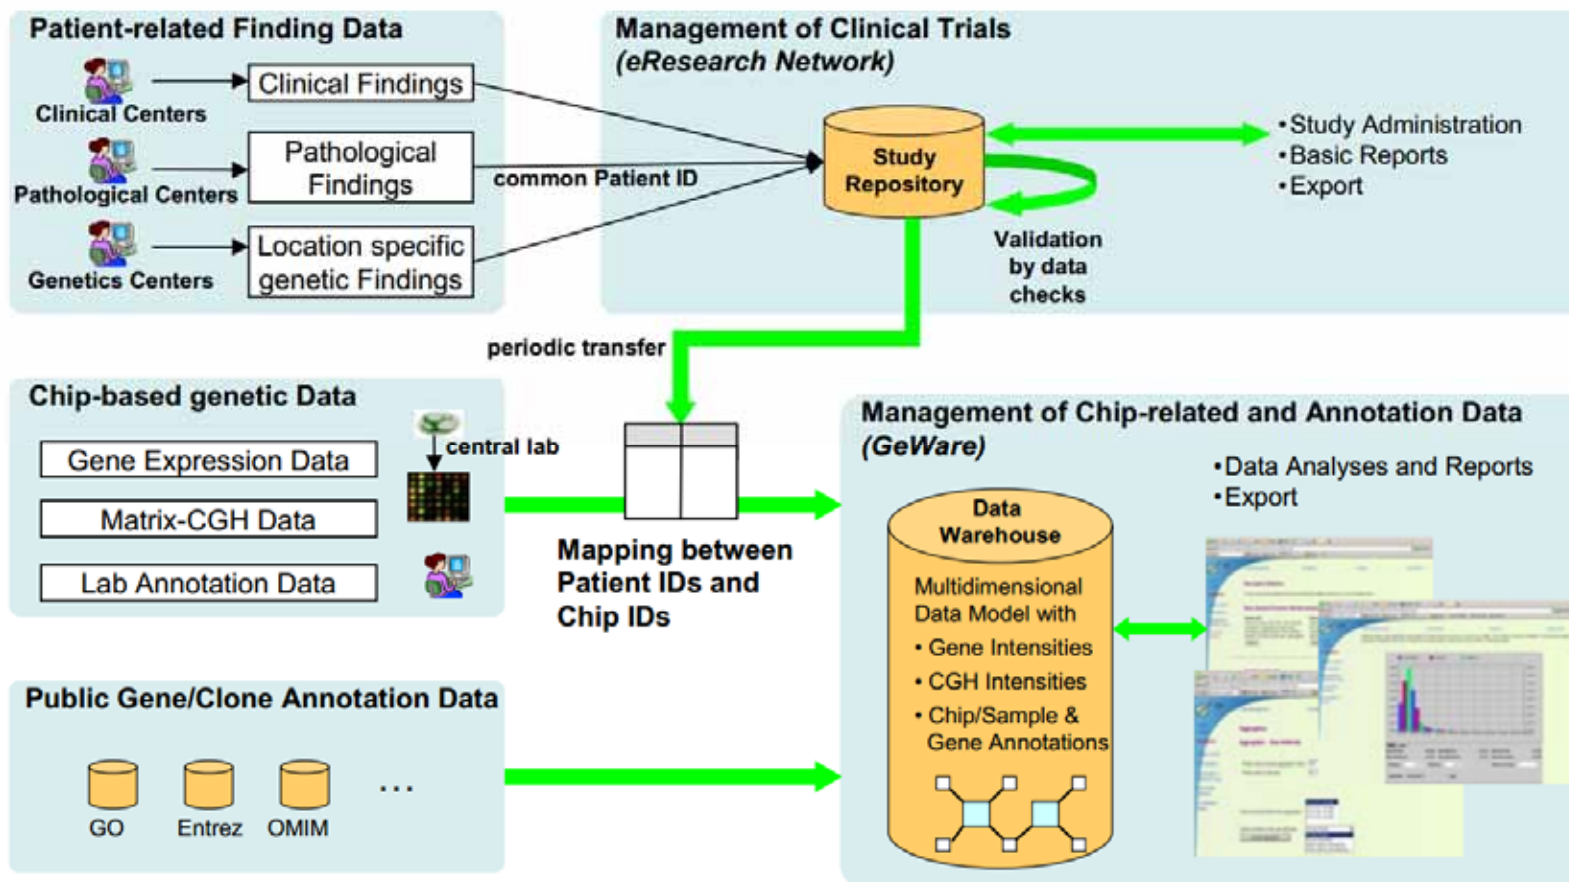 Patient-related Finding Data
Clinical Centers
Clinical Findings
Pathological Centers
Pathological
Findings
Genetics Centers
Location specific
genetic Findings
common Patient ID
Management of Clinical Trials
(eResearch Network)
Study
Repository
•Study Administration
•Basic Reports
•Export
Validation
by data
checks
periodic transfer
Chip-based genetic Data
Gene Expression Data
Matrix-CGH Data
Lab Annotation Data
central lab
Mapping between
Patient IDs and
Chip IDs
Management of Chip-related and Annotation Data
(GeWare)
•Data Analyses and Reports
•Export
Data
Warehouse
Multidimensional
Data Model with
• Gene Intensities
• CGH Intensities
• Chip/Sample &
Gene Annotations
Public Gene/Clone Annotation Data
GO
Entrez
OMIM
...